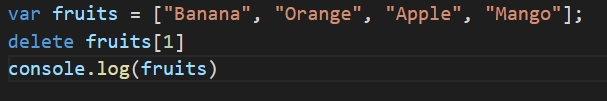 var fruits = ["Banana", "Orange", "Apple", "Mango"];
delete fruits[1]
console.log(fruits)